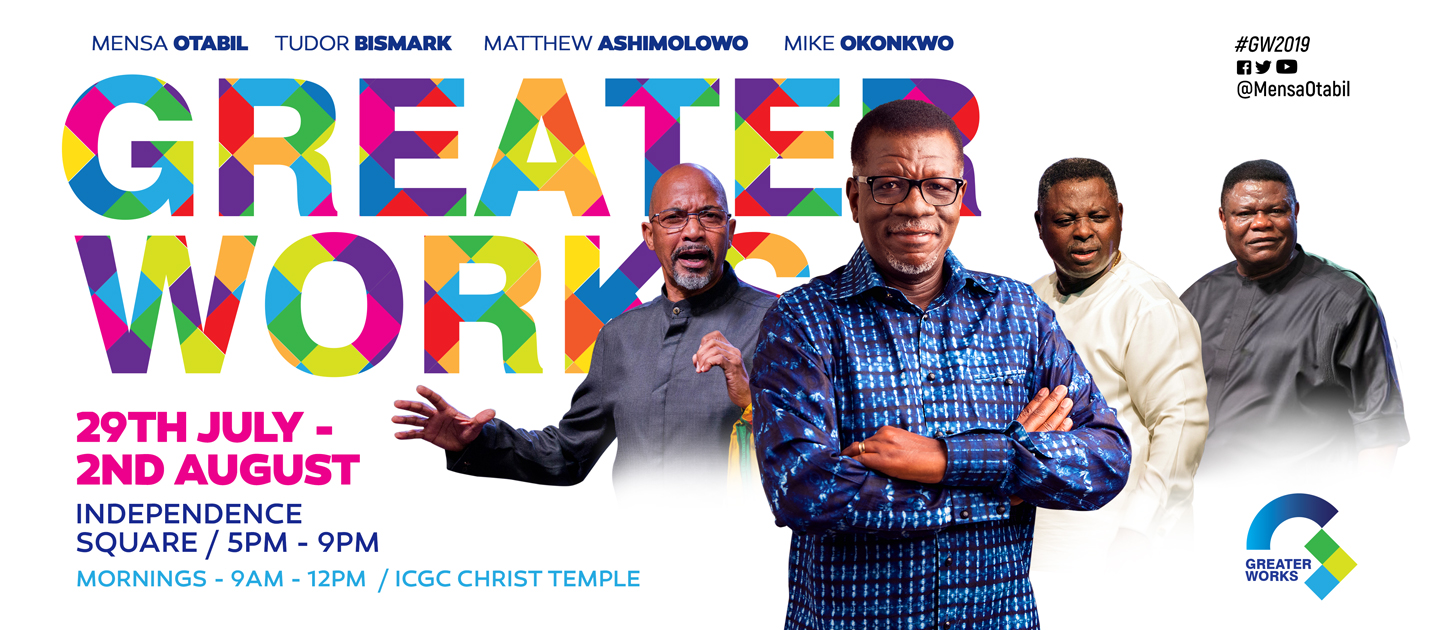 MENSA OTABIL TUDOR BISMARK MATTHEW ASHIMOLOWO MIKE OKONKWO
#GW2019
@MensaOtabil
GREATER
WORKS
29TH JULY -
2ND AUGUST
INDEPENDENCE
SQUARE / 5PM - 9PM
MORNINGS - 9AM - 12PM / ICGC CHRIST TEMPLE
GREATER
WORKS